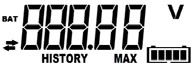 BAT 888.88 V
HISTORY MAX